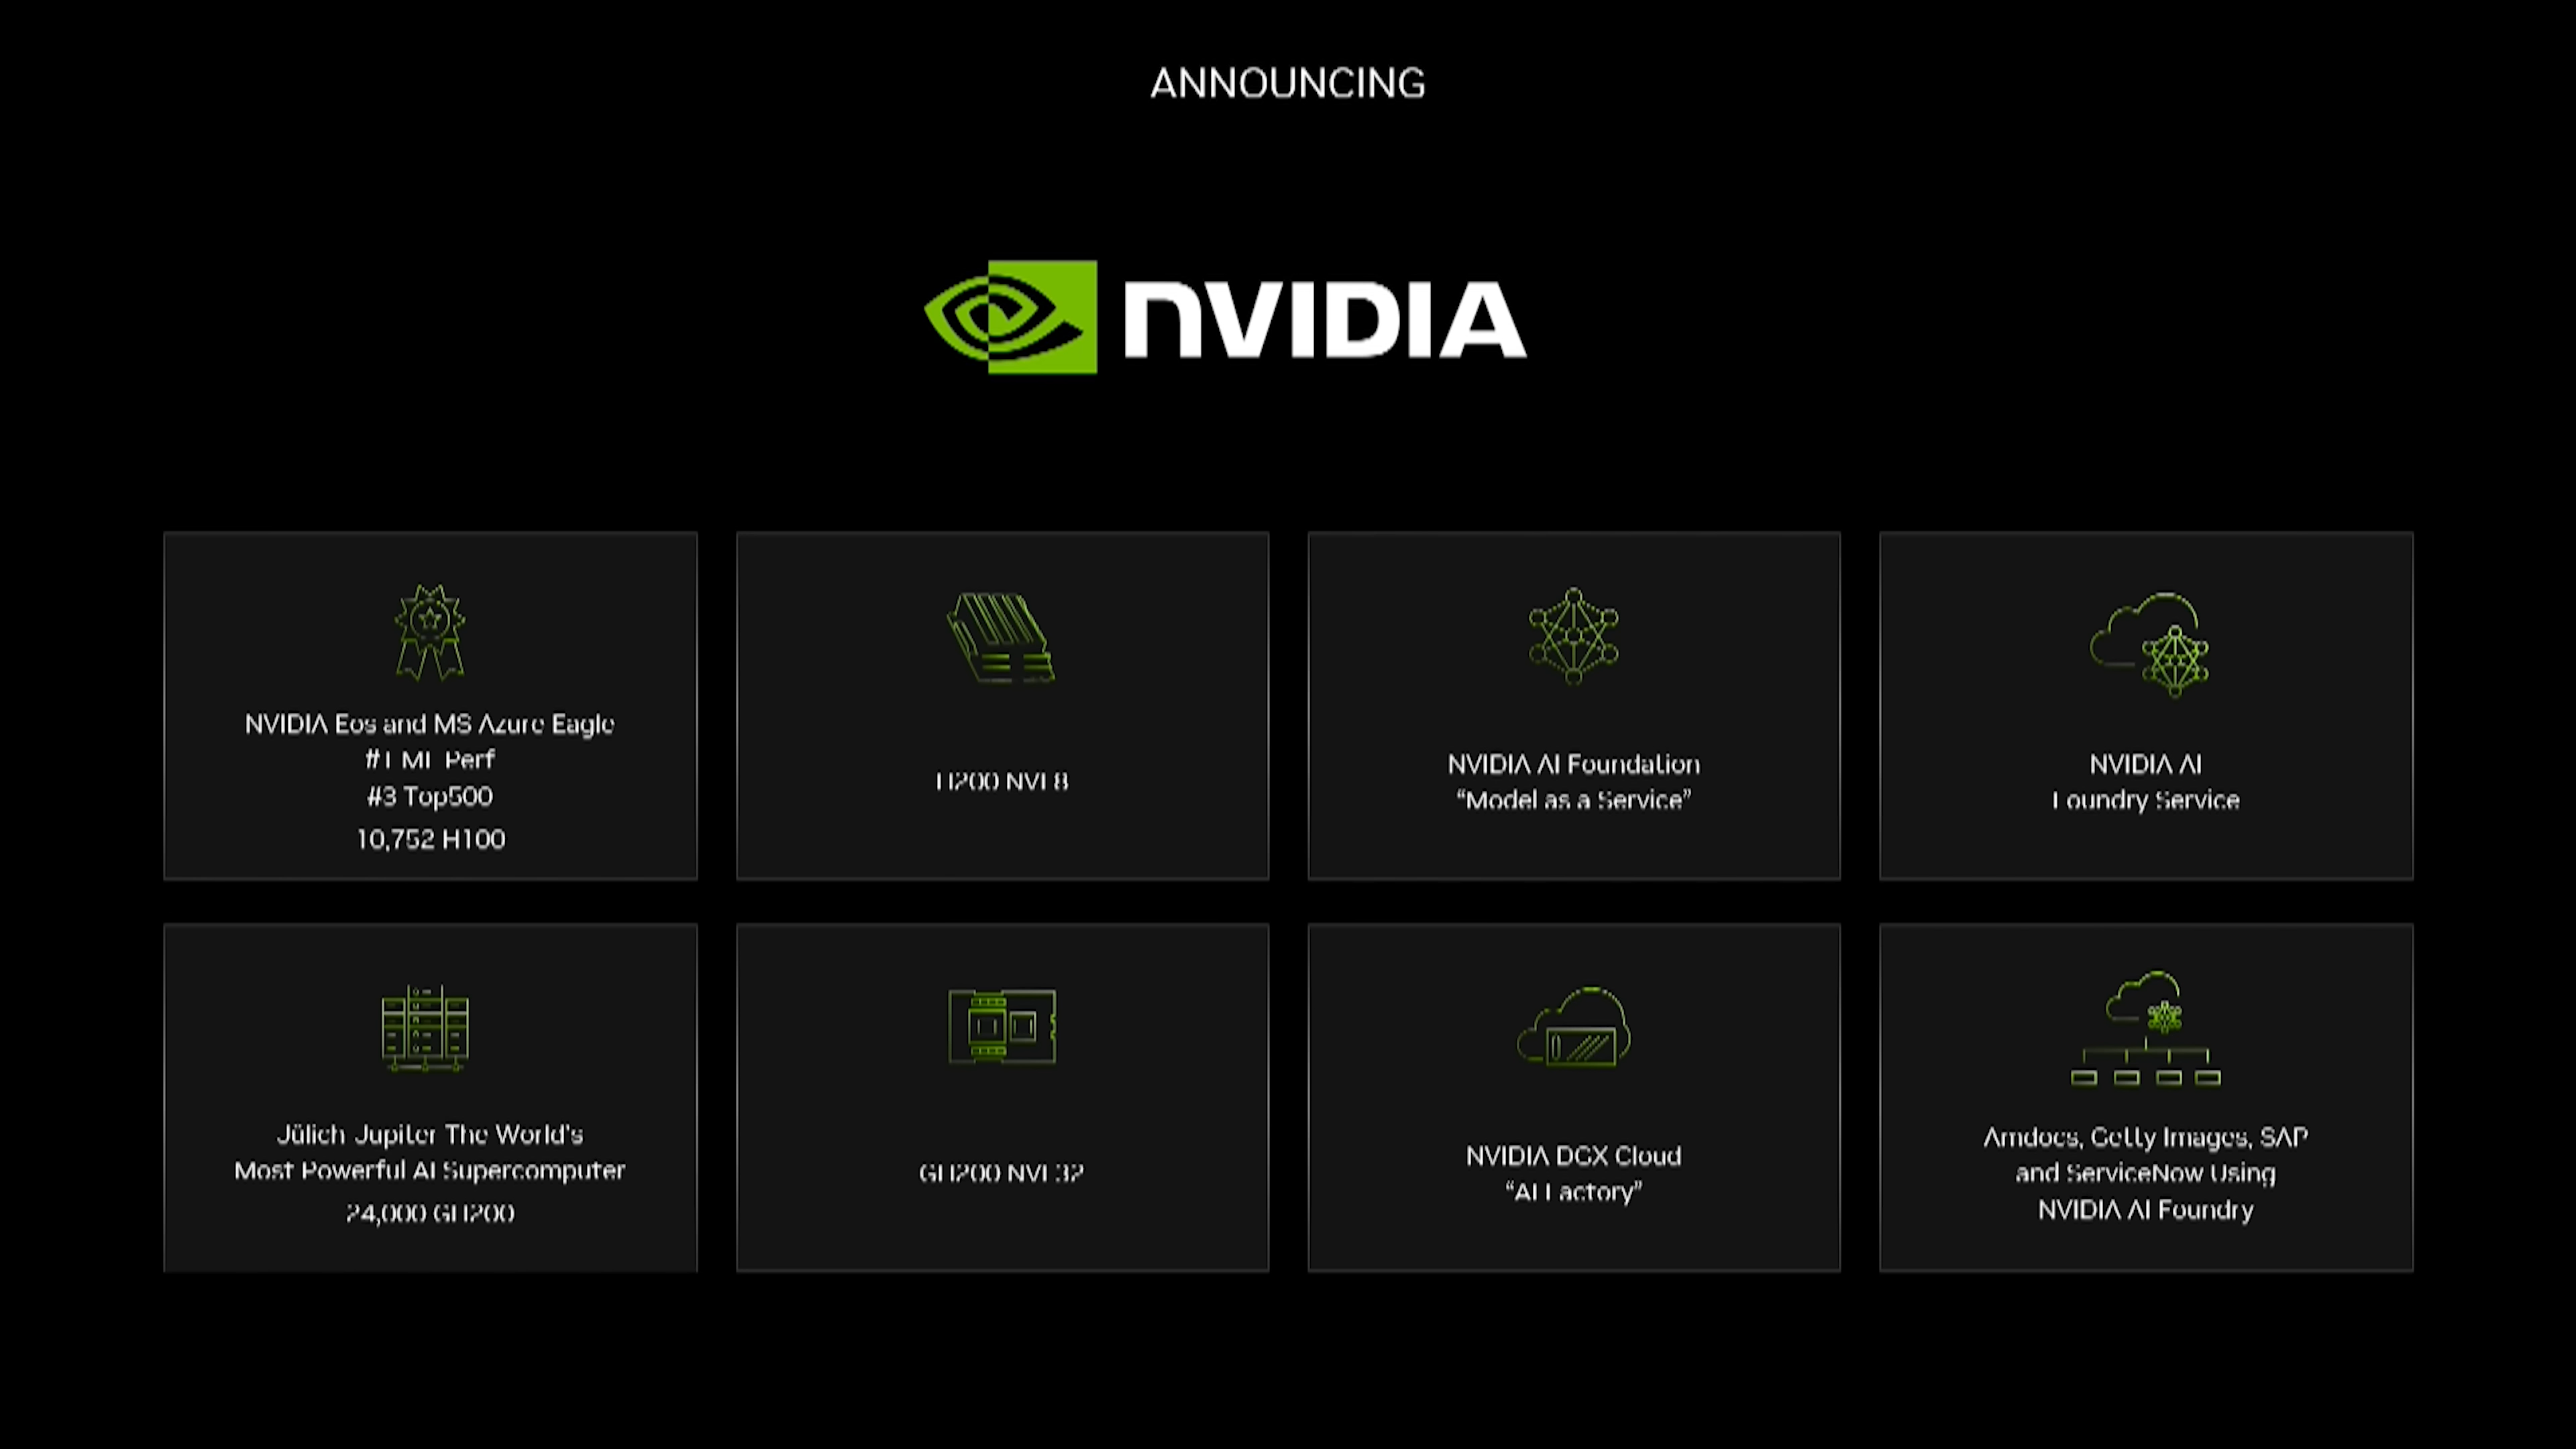 ANNOUNCING
NVIDIA
NVIDIA Eos and MS Azure Eagle
#1 ML Perf
#3 Top500
10,752 H100
H200 NVL8
NVIDIA AI Foundation
“Model as a Service”
NVIDIA AI
Foundry Service
Jülich Jupiter The World's
Most Powerful AI Supercomputer
24,000 GH200
GH200 NVL32
NVIDIA DGX Cloud
“AI Factory”
Amdocs, Getty Images, SAP
and ServiceNow Using
NVIDIA AI Foundry